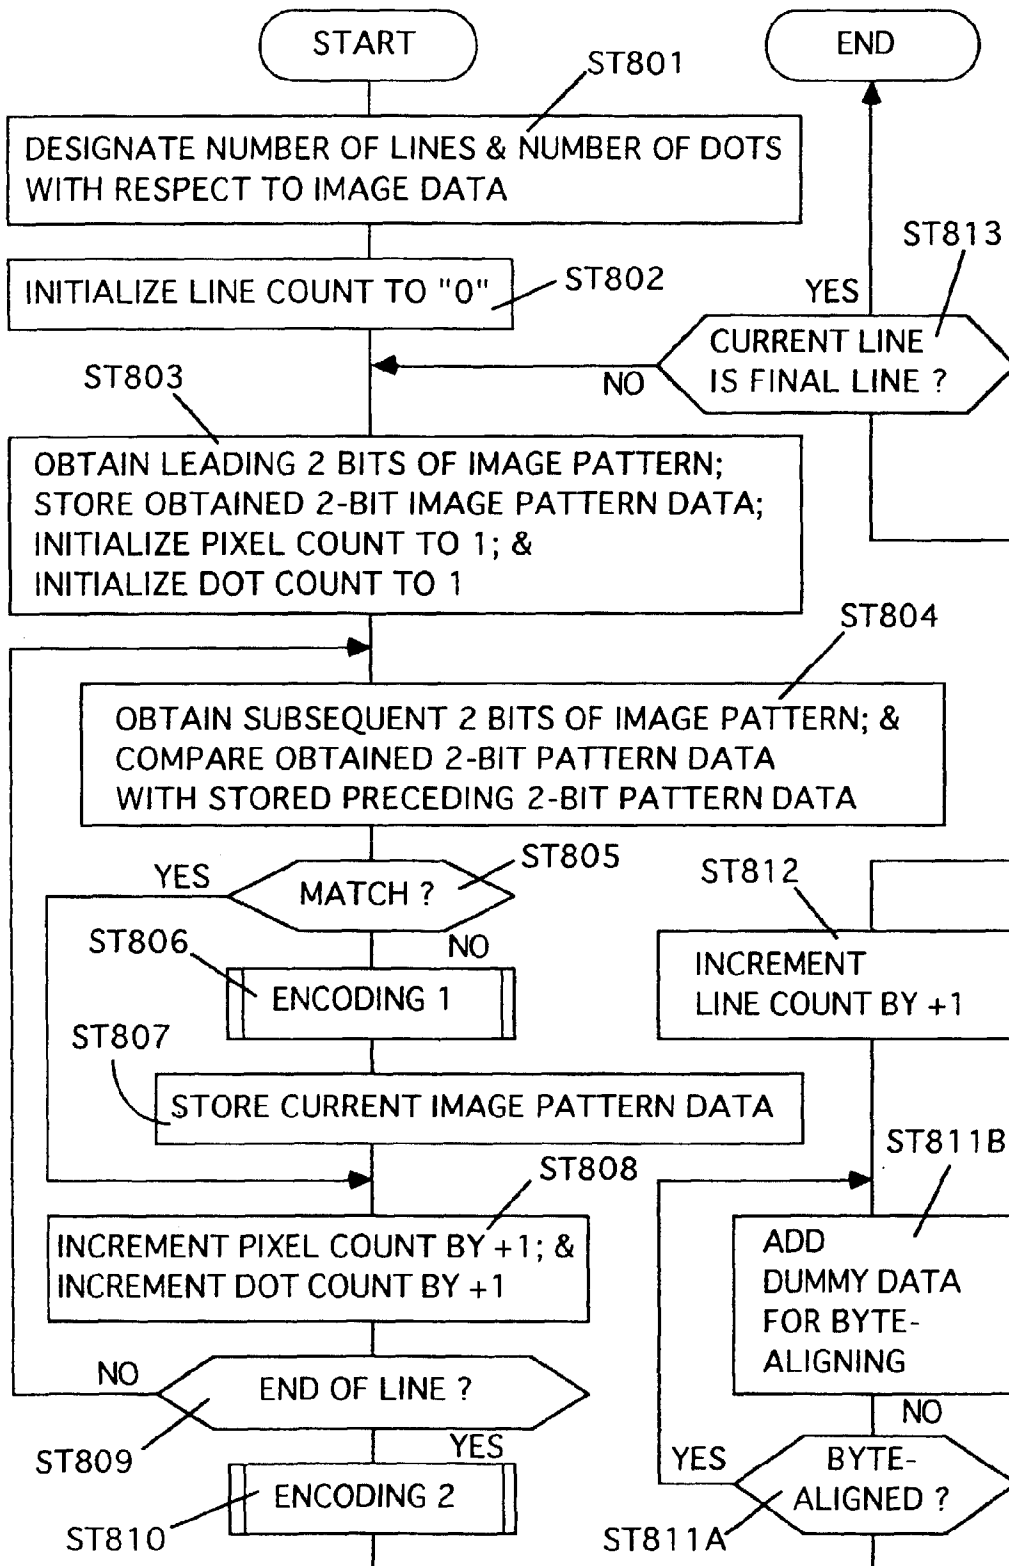 START
ST801
DESIGNATE NUMBER OF LINES & NUMBER OF DOTS
WITH RESPECT TO IMAGE DATA
INITIALIZE LINE COUNT TO "0"
ST802
ST803
OBTAIN LEADING 2 BITS OF IMAGE PATTERN;
STORE OBTAINED 2-BIT IMAGE PATTERN DATA;
INITIALIZE PIXEL COUNT TO 1; &
INITIALIZE DOT COUNT TO 1
ST804
OBTAIN SUBSEQUENT 2 BITS OF IMAGE PATTERN; &
COMPARE OBTAINED 2-BIT PATTERN DATA
WITH STORED PRECEDING 2-BIT PATTERN DATA
YES
MATCH ?
ST805
NO
ST806
ENCODING 1
ST807
STORE CURRENT IMAGE PATTERN DATA
ST808
INCREMENT PIXEL COUNT BY +1; &
INCREMENT DOT COUNT BY +1
NO
END OF LINE ?
ST809
YES
ENCODING 2
ST810
BYTE-
ALIGNED ?
ST811A
YES
NO
ADD
DUMMY DATA
FOR BYTE-
ALIGNING
ST811B
INCREMENT
LINE COUNT BY +1
ST812
CURRENT LINE
IS FINAL LINE ?
ST813
NO
YES
END